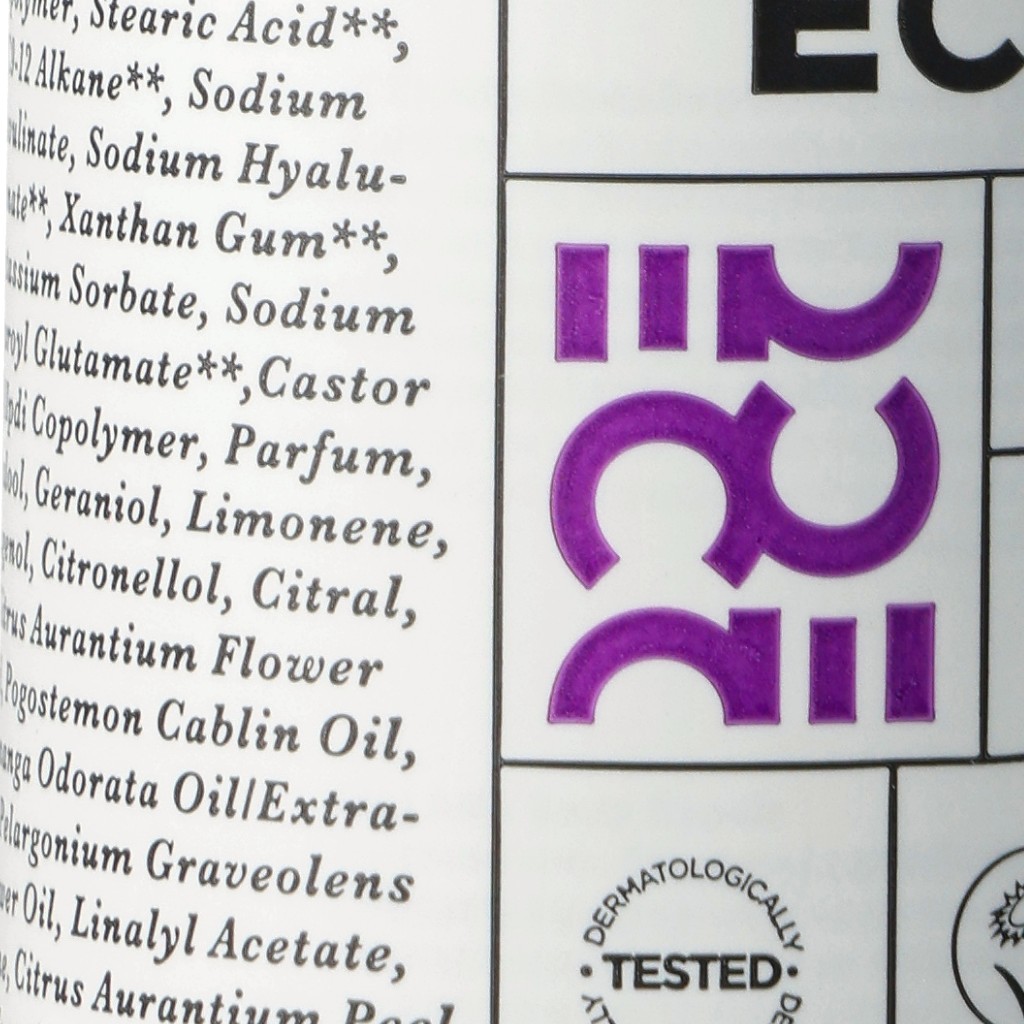 Stearic Acid**,
Alkane**, Sodium
Sodium Hyalu-
Xanthan Gum**,
Sorbate, Sodium
Glutamate**,Castor
Copolymer, Parfum,
Geraniol, Limonene,
Citronellol, Citral,
Aurantium Flower
Pogostemon Cablin Oil,
Odorata Oil/Extra-
Pelargonium Graveolens
Oil, Linalyl Acetate,
Citrus Aurantium Peel
EC
DERMATOLOGICALLY
· TESTED ·